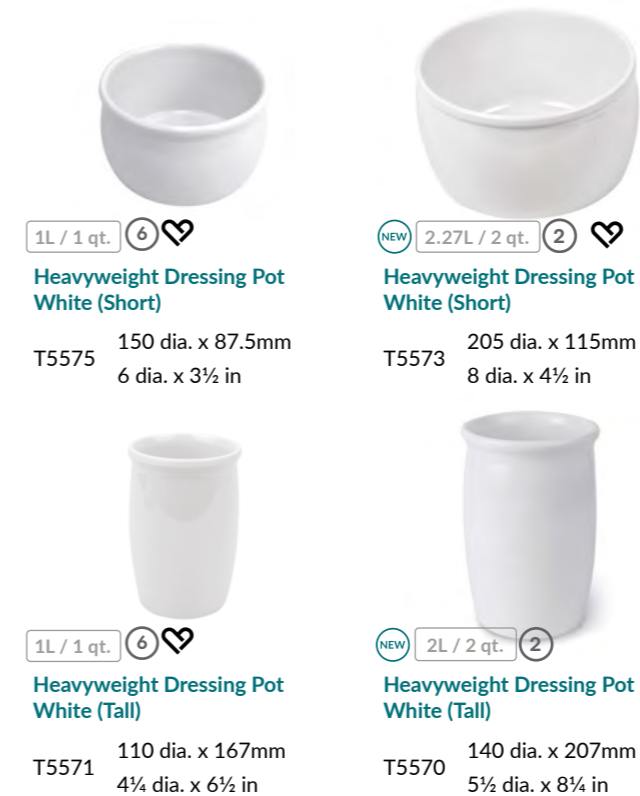 1L / 1 qt. 6
Heavyweight Dressing Pot
White (Short)
T5575
150 dia. x 87.5mm
6 dia. x 3½ in
NEW 2.27L / 2 qt. 2
Heavyweight Dressing Pot
White (Short)
T5573
205 dia. x 115mm
8 dia. x 4½ in
1L / 1 qt. 6
Heavyweight Dressing Pot
White (Tall)
T5571
110 dia. x 167mm
4¼ dia. x 6½ in
NEW 2L / 2 qt. 2
Heavyweight Dressing Pot
White (Tall)
T5570
140 dia. x 207mm
5½ dia. x 8¼ in